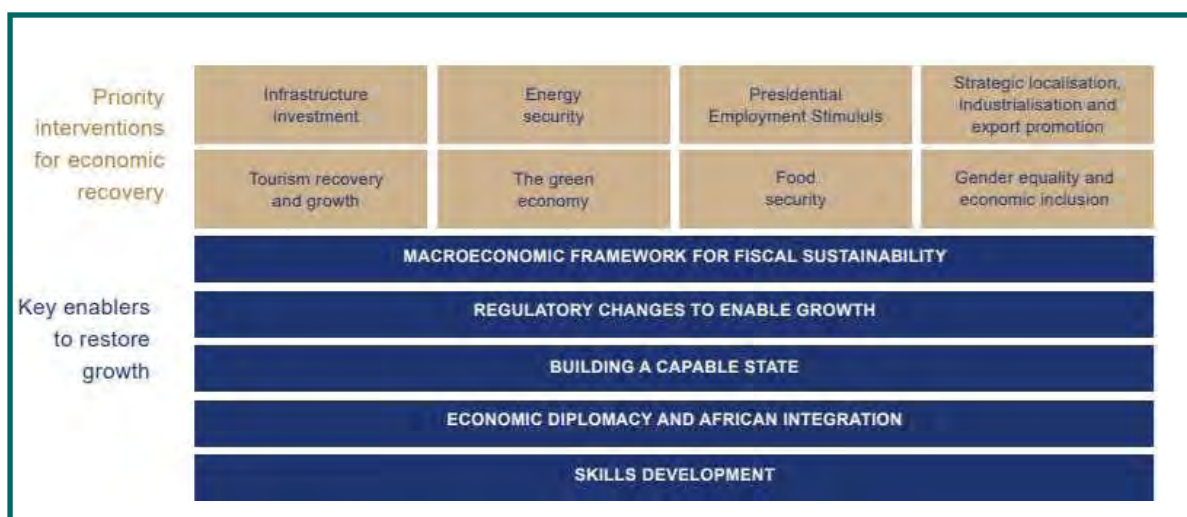 Priority
interventions
for economic
recovery
Infrastructure
investment
Energy
security
Presidential
Employment Stimululs
Strategic localisation,
industrialisation and
export promotion
Tourism recovery
and growth
The green
economy
Food
security
Gender equality and
economic inclusion
Key enablers
to restore
growth
MACROECONOMIC FRAMEWORK FOR FISCAL SUSTAINABILITY
REGULATORY CHANGES TO ENABLE GROWTH
BUILDING A CAPABLE STATE
ECONOMIC DIPLOMACY AND AFRICAN INTEGRATION
SKILLS DEVELOPMENT